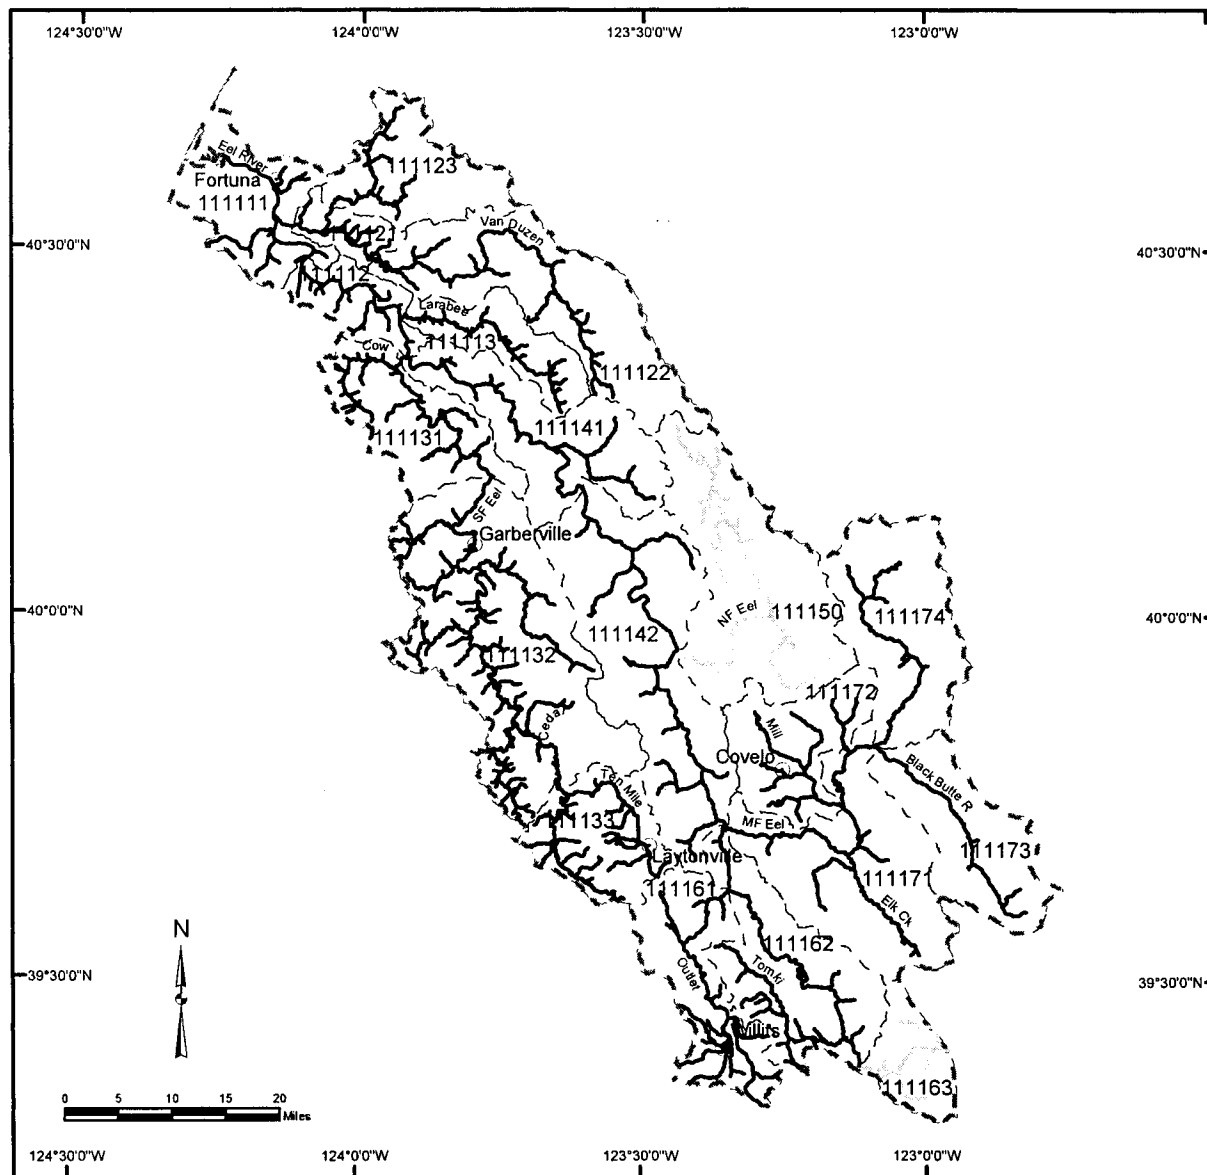 124°30'0"W
124°0'0"W
123°30'0"W
123°0'0"W
Eel River
111123
Fortuna
111111
Van Duzen
111121
40°30'0"N
40°30'0"N
11112
Larabee
111113
Cow
111122
111141
111131
SF Eel
Garberville
40°0'0"N
NF Eel
111150
111174
40°0'0"N
111142
111132
111172
Cedar
Mill
Covelo
Black Butte R
Ten Mile
111133
MF Eel
111173
Laytonville
111161
111171
Elk Ck
N
111162
Outlet
Tomki
39°30'0"N
39°30'0"N
Willits
111163
0
5
10
15
20
Miles
124°30'0"W
124°0'0"W
123°30'0"W
123°0'0"W